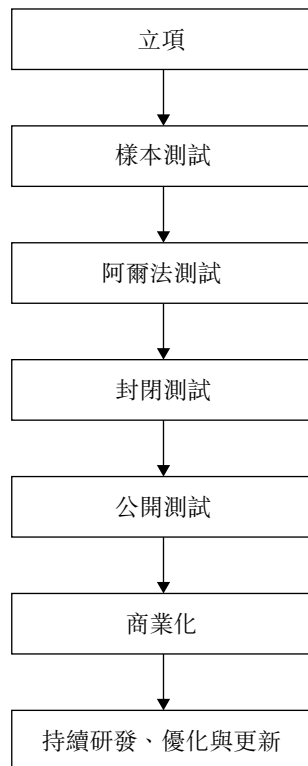 立項
樣本測試
阿爾法測試
封閉測試
公開測試
商業化
持續研發、優化與更新